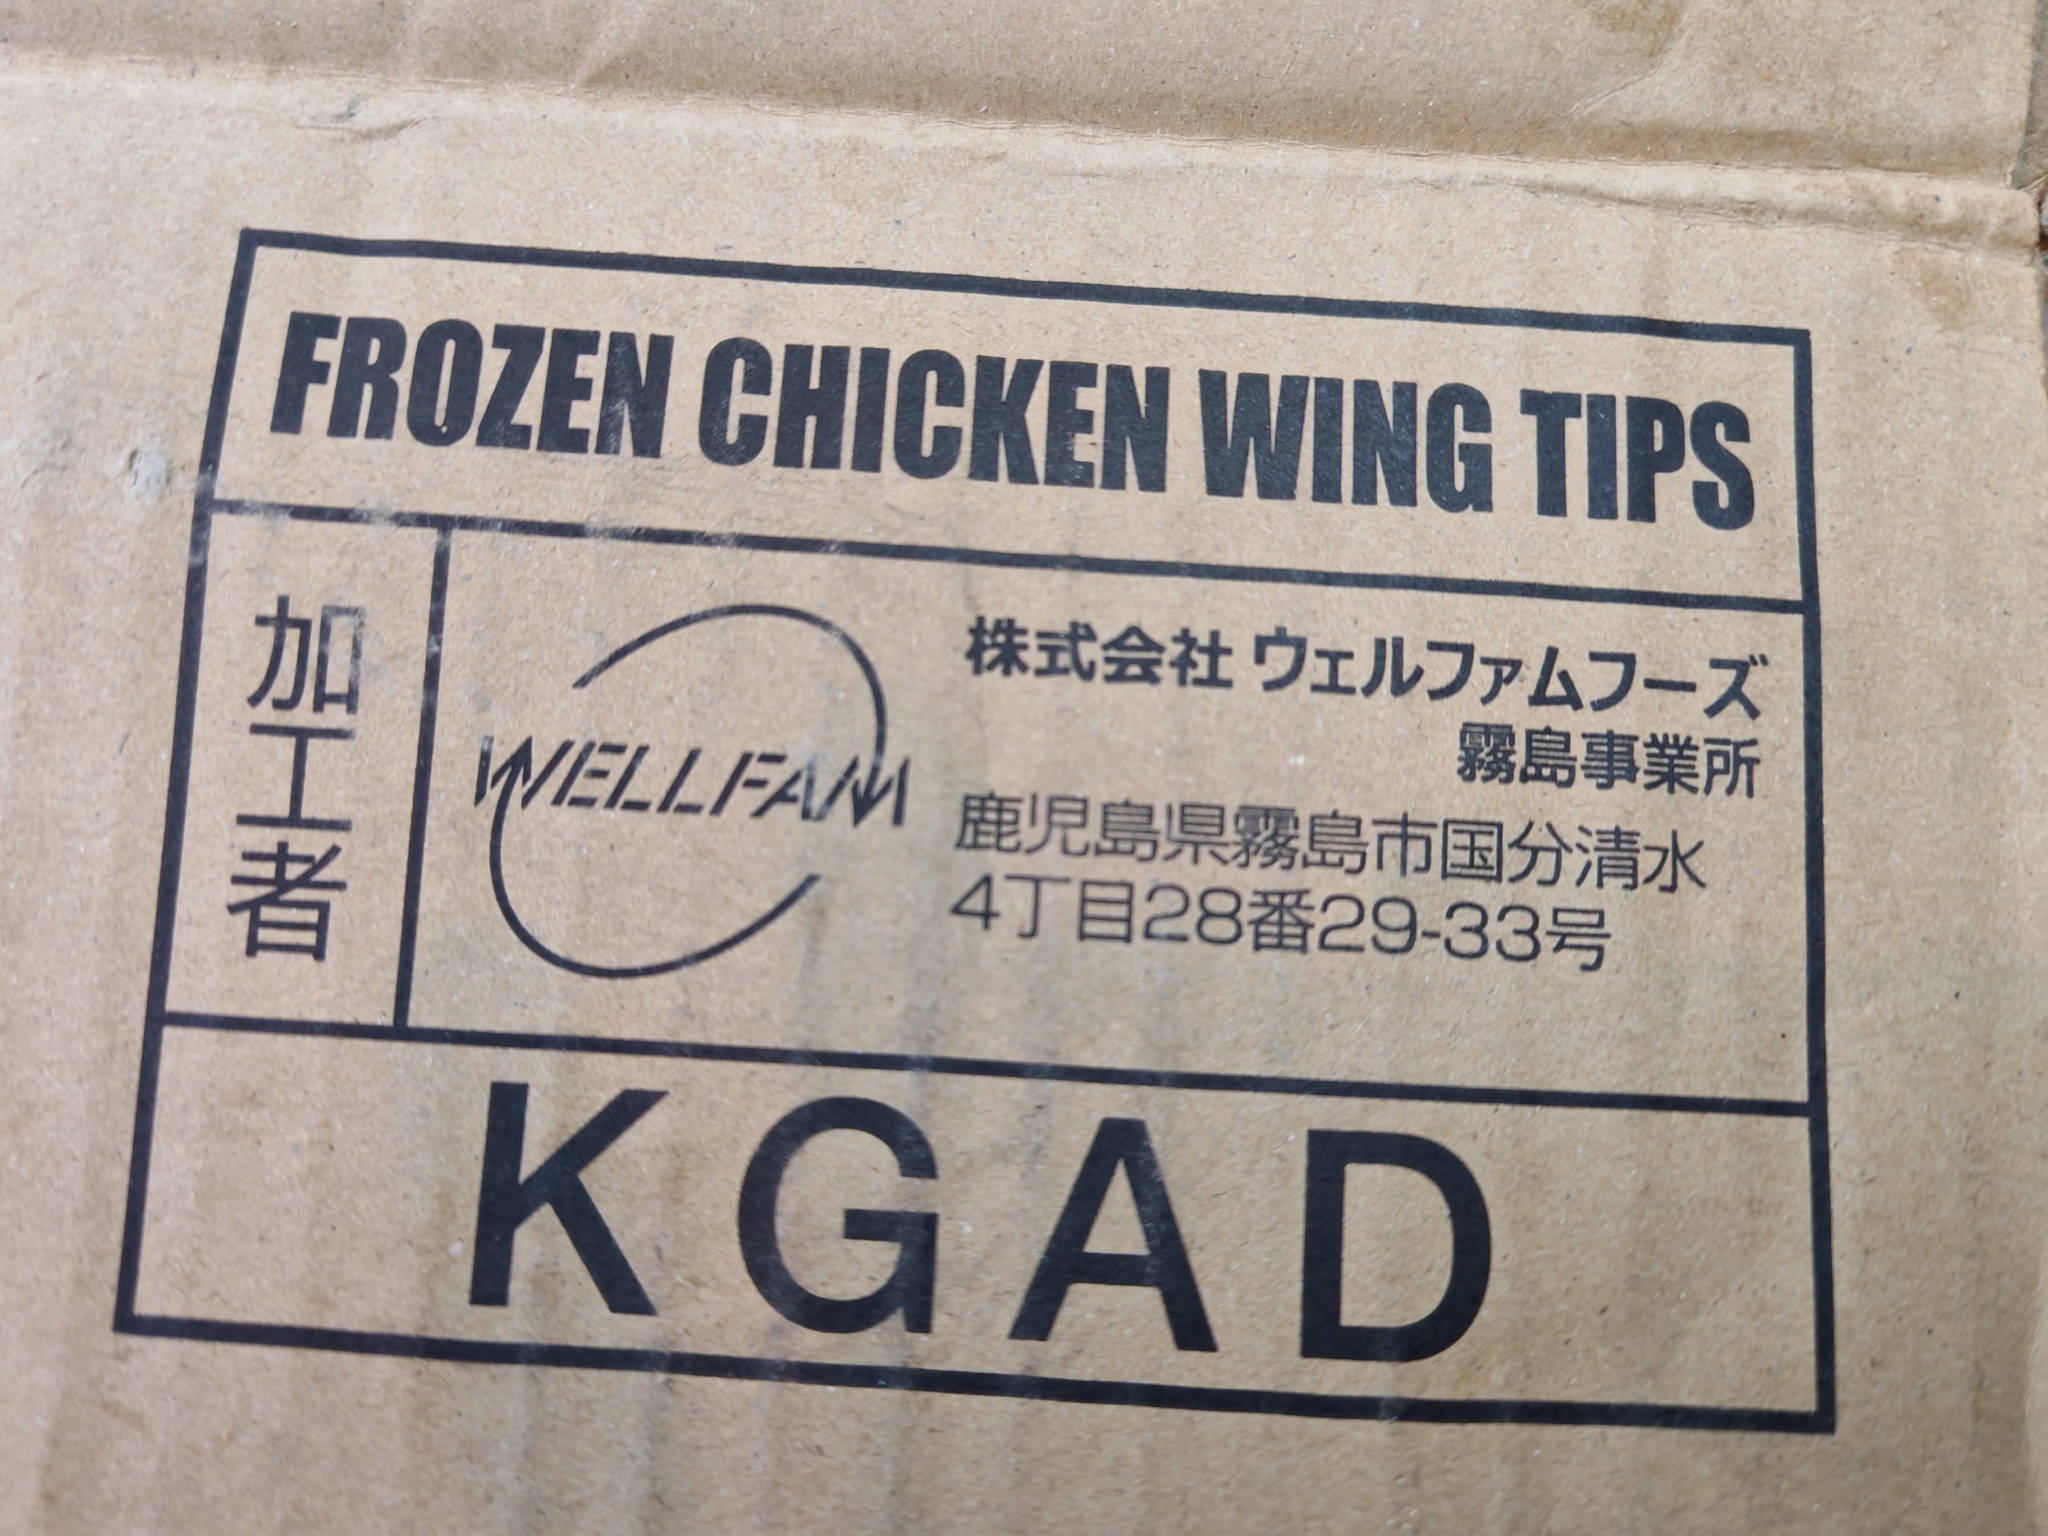 FROZEN CHICKEN WING TIPS
加工者
WELLFAM
株式会社 ウェルファムフーズ
霧島事業所
鹿児島県霧島市国分清水
4丁目28番29-33号
KGAD